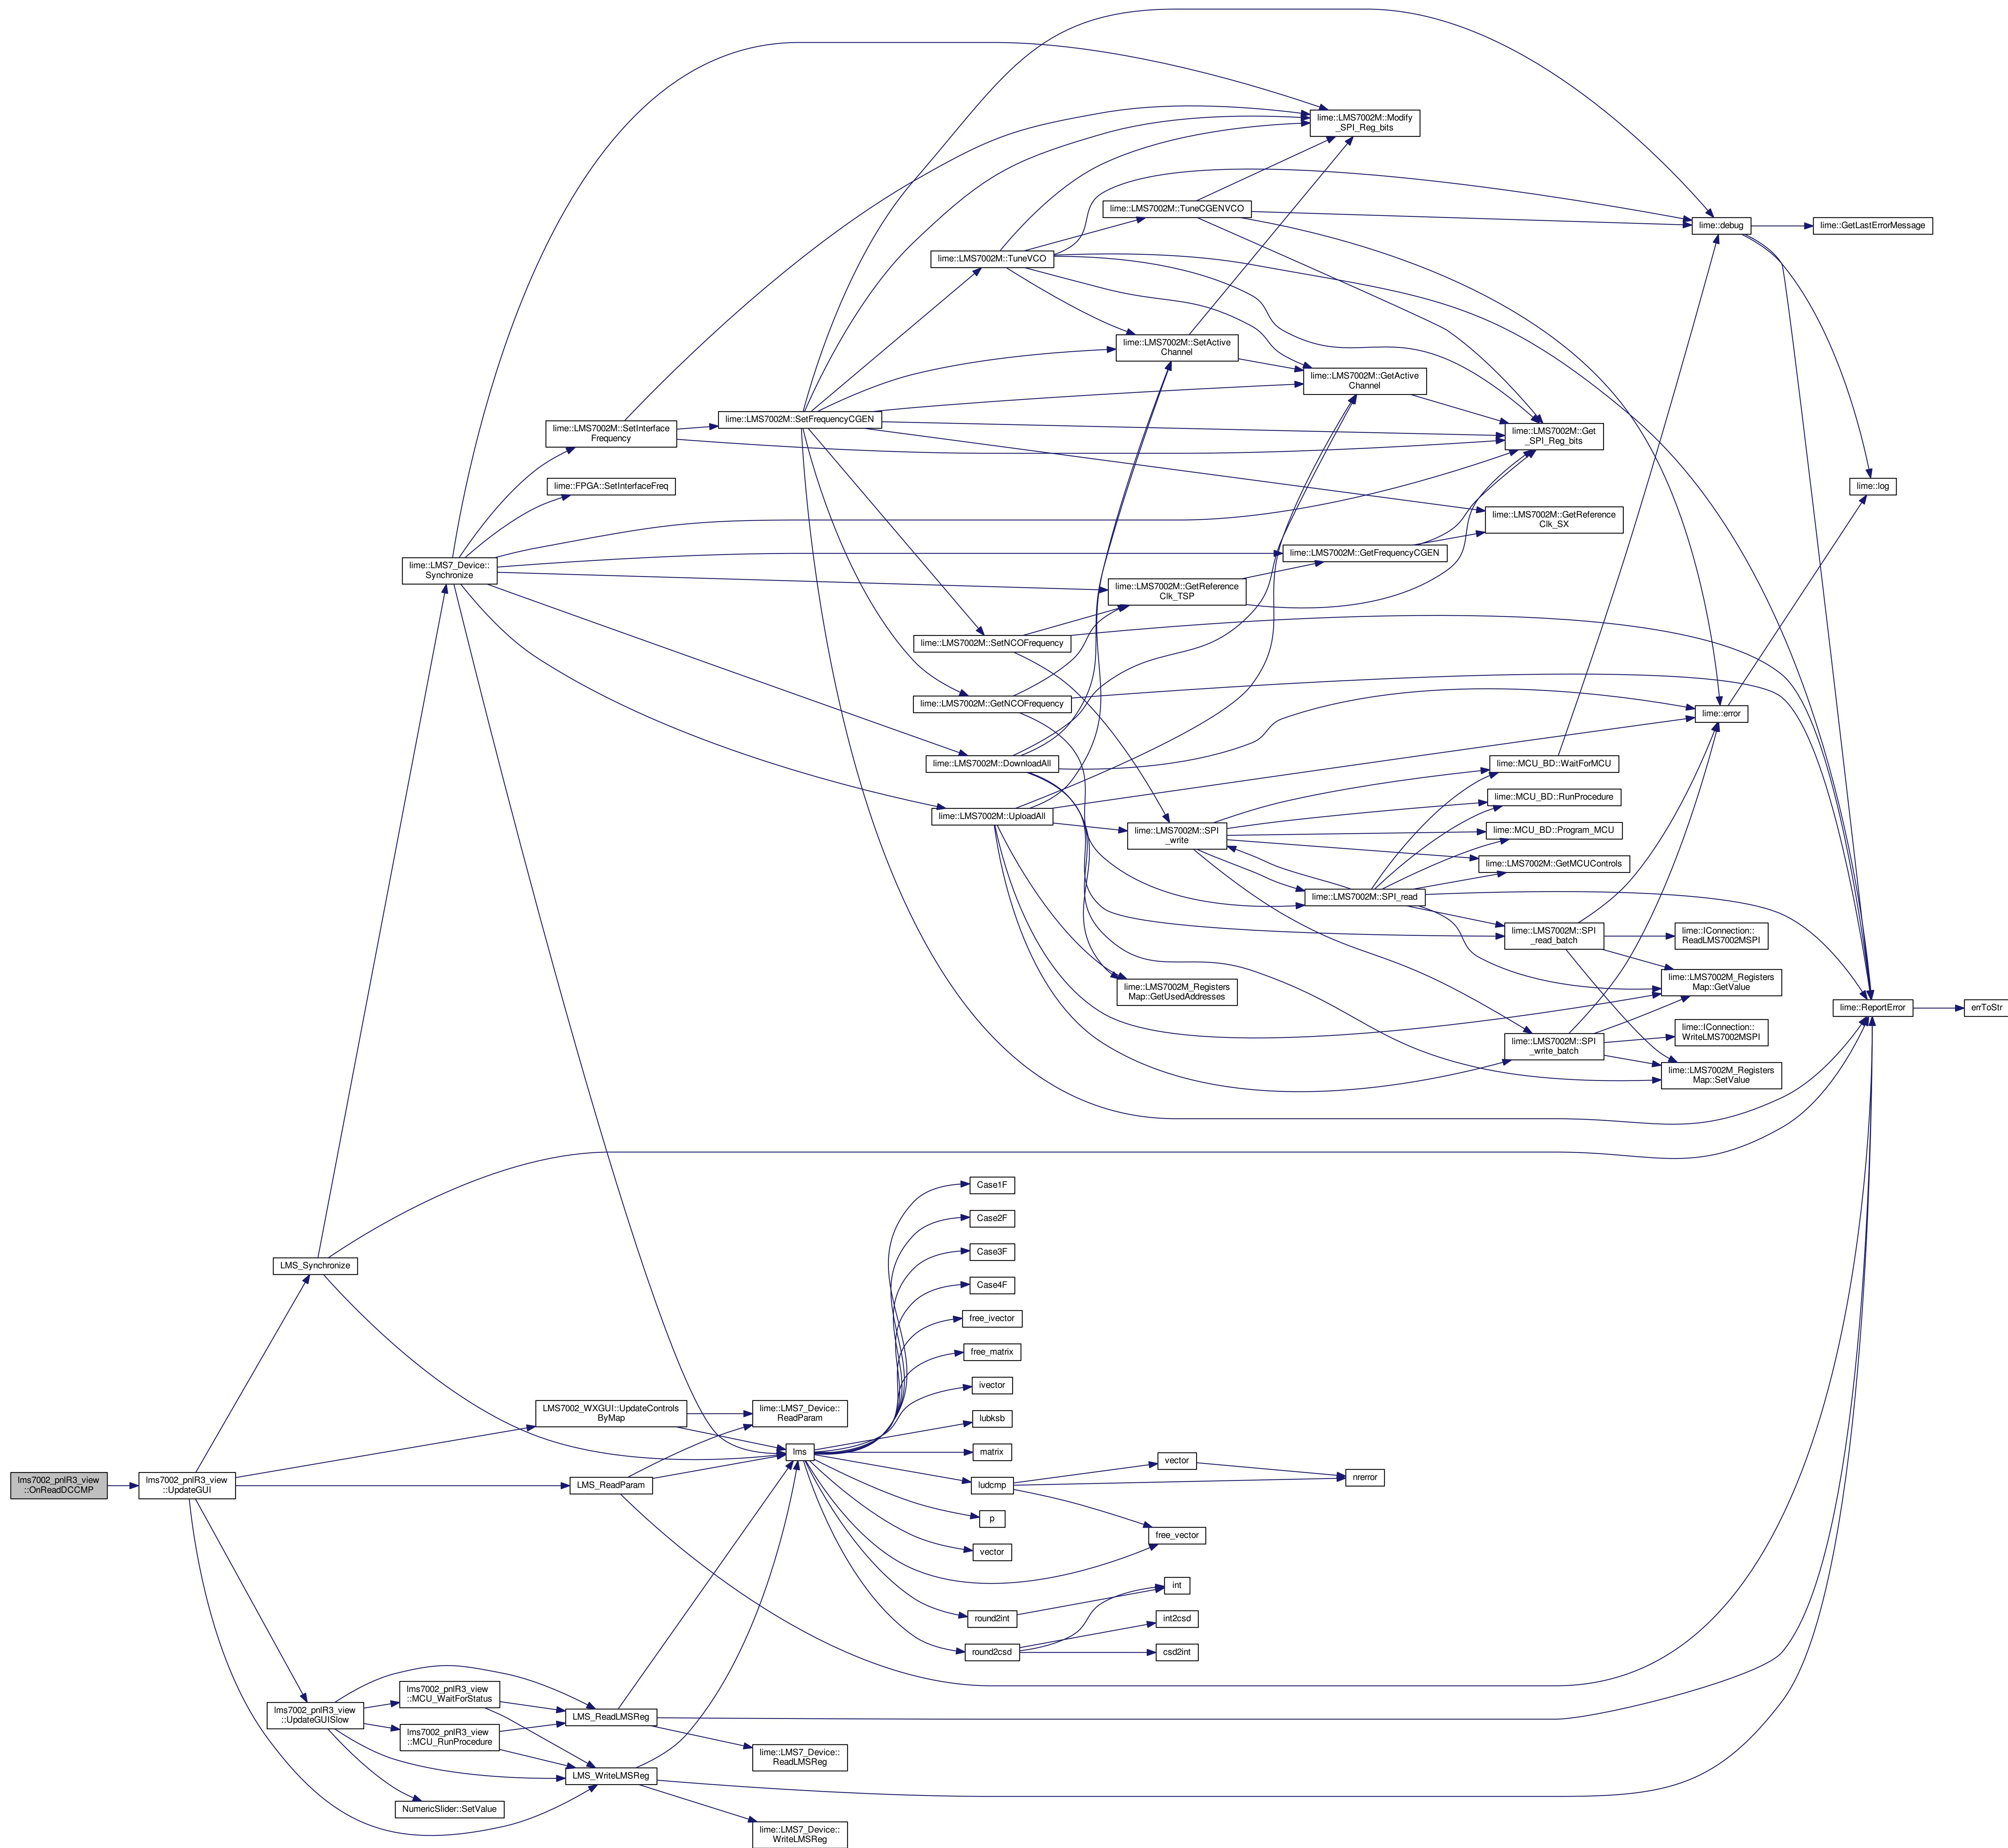 lime::LMS7002M::Modify
_SPI_Reg_bits
lime::LMS7002M::TuneCGENVCO
lime::debug
lime::GetLastErrorMessage
lime::LMS7002M::TuneVCO
lime::LMS7002M::SetActive
Channel
lime::LMS7002M::GetActive
Channel
lime::LMS7002M::SetFrequencyCGEN
lime::LMS7002M::SetInterface
Frequency
lime::LMS7002M::Get
_SPI_Reg_bits
lime::FPGA::SetInterfaceFreq
lime::log
lime::LMS7002M::GetReference
Clk_SX
lime::LMS7002M::GetFrequencyCGEN
lime::LMS7_Device::
Synchronize
lime::LMS7002M::GetReference
Clk_TSP
lime::LMS7002M::SetNCOFrequency
lime::LMS7002M::GetNCOFrequency
lime::error
lime::LMS7002M::DownloadAll
lime::MCU_BD::WaitForMCU
lime::MCU_BD::RunProcedure
lime::LMS7002M::UploadAll
lime::LMS7002M::SPI
_write
lime::MCU_BD::Program_MCU
lime::LMS7002M::GetMCUControls
lime::LMS7002M::SPI_read
lime::LMS7002M::SPI
_read_batch
lime::IConnection::
ReadLMS7002MSPI
lime::LMS7002M_Registers
Map::GetUsedAddresses
lime::LMS7002M_Registers
Map::GetValue
lime::ReportError
errToStr
lime::LMS7002M::SPI
_write_batch
lime::IConnection::
WriteLMS7002MSPI
lime::LMS7002M_Registers
Map::SetValue
Case1F
Case2F
Case3F
Case4F
LMS_Synchronize
free_ivector
free_matrix
ivector
LMS7002_WXGUI::UpdateControls
ByMap
lime::LMS7_Device::
ReadParam
lubksb
lms
matrix
vector
nrerror
lms7002_pnlR3_view
::OnReadDCCMP
lms7002_pnlR3_view
::UpdateGUI
LMS_ReadParam
ludcmp
p
free_vector
vector
int
round2int
int2csd
round2csd
csd2int
lms7002_pnlR3_view
::UpdateGUISlow
lms7002_pnlR3_view
::MCU_WaitForStatus
lms7002_pnlR3_view
::MCU_RunProcedure
LMS_ReadLMSReg
lime::LMS7_Device::
ReadLMSReg
LMS_WriteLMSReg
NumericSlider::SetValue
lime::LMS7_Device::
WriteLMSReg